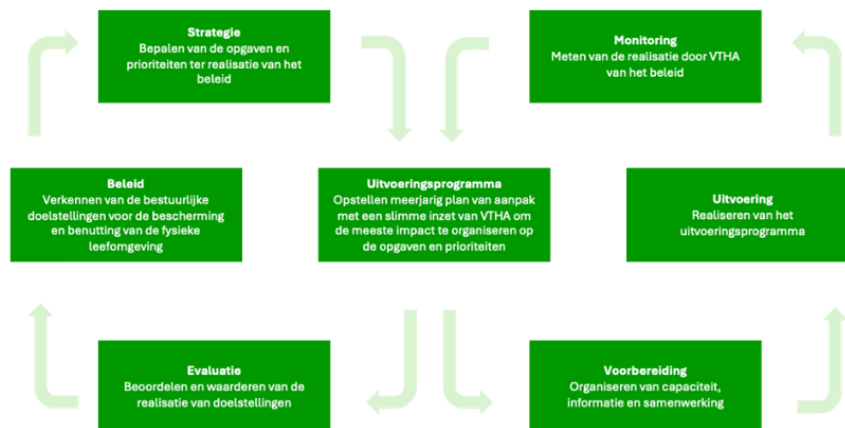 Strategie
Bepalen van de opgaven en
prioriteiten ter realisatie van het
beleid
Monitoring
Meten van de realisatie door VTHA
van het beleid
Beleid
Verkennen van de bestuurlijke
doelstellingen voor de bescherming
en benutting van de fysieke
leefomgeving
Uitvoeringsprogramma
Opstellen meerjarig plan van aanpak
met een slimme inzet van VTHA om
de meeste impact te organiseren op
de opgaven en prioriteiten
Uitvoering
Realiseren van het
uitvoeringsprogramma
Evaluatie
Beoordelen en waarderen van de
realisatie van doelstellingen
Voorbereiding
Organiseren van capaciteit,
informatie en samenwerking